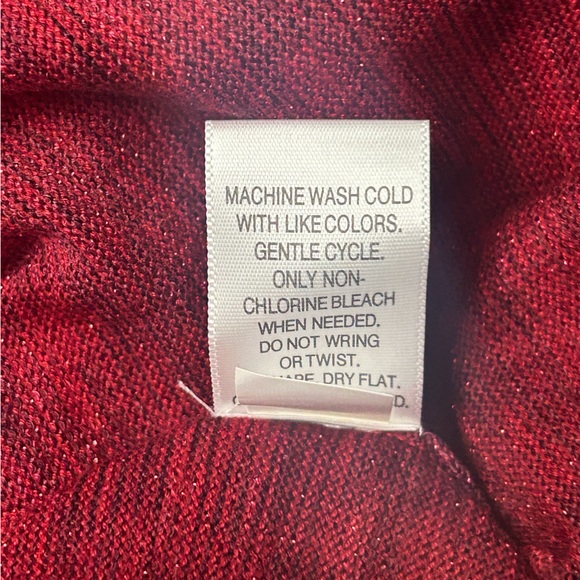 MACHINE WASH COLD
WITH LIKE COLORS.
GENTLE CYCLE.
ONLY NON-
CHLORINE BLEACH
WHEN NEEDED.
DO NOT WRING
OR TWIST.
DRY FLAT.